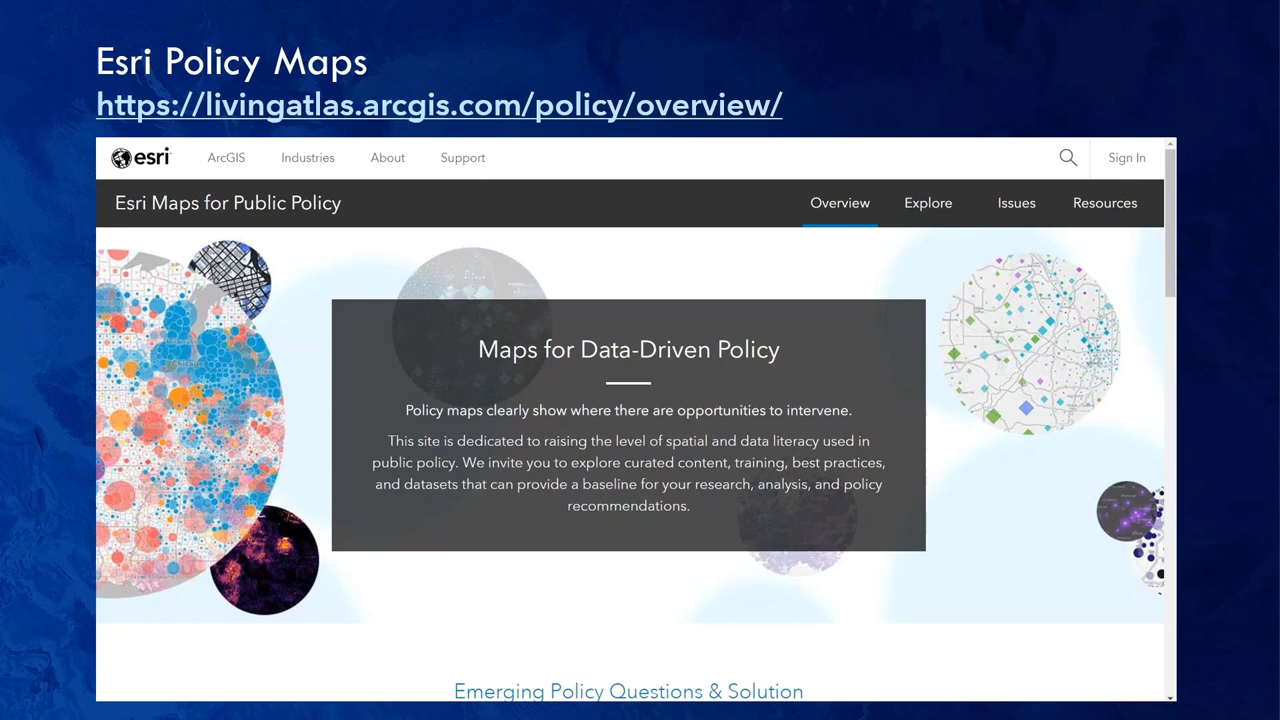 Esri Policy Maps
https://livingatlas.arcgis.com/policy/overview/
esri ArcGIS Industries About Support Sign In
Esri Maps for Public Policy Overview Explore Issues Resources
Maps for Data-Driven Policy
Policy maps clearly show where there are opportunities to intervene.
This site is dedicated to raising the level of spatial and data literacy used in
public policy. We invite you to explore curated content, training, best practices,
and datasets that can provide a baseline for your research, analysis, and policy
recommendations.
Emerging Policy Questions & Solution